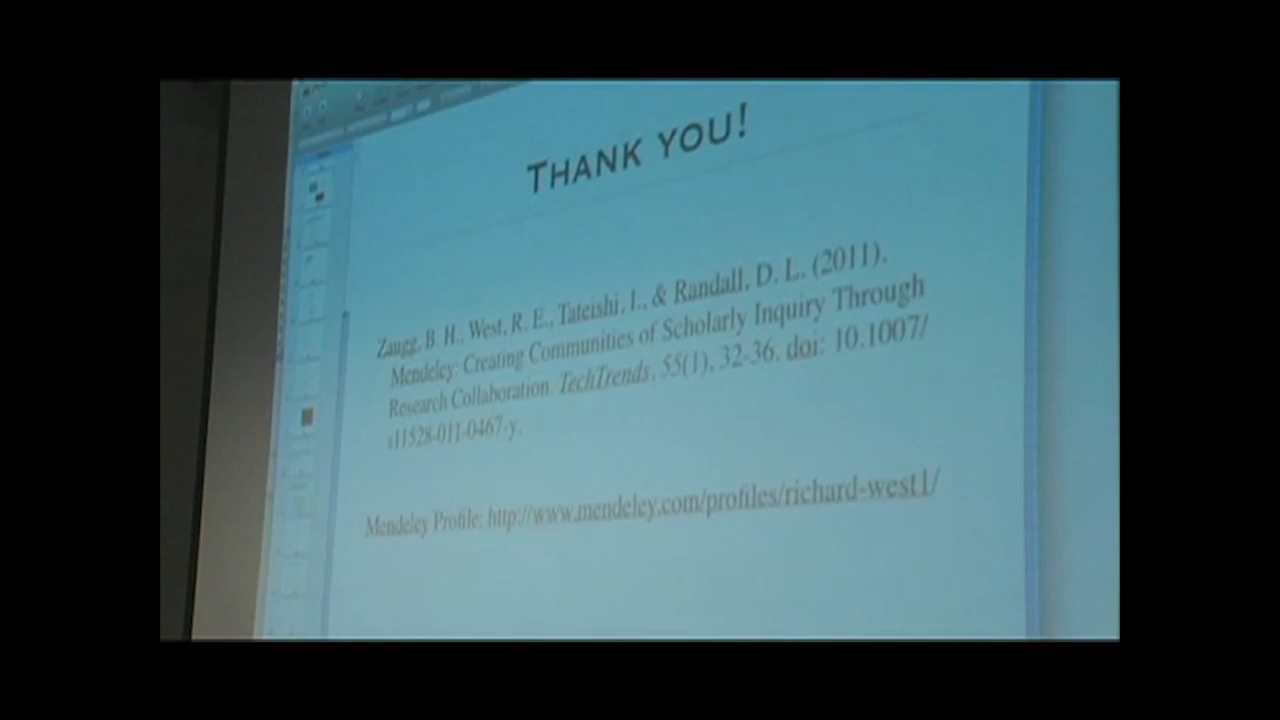 THANK YOU!
Zaugg, B. H., West, R. E., Tateishi, I., & Randall, D. L. (2011).
Mendeley: Creating Communities of Scholarly Inquiry Through
Research Collaboration. TechTrends, 55(1), 32-36. doi: 10.1007/
s11528-011-0467-y.
Mendeley Profile: http://www.mendeley.com/profiles/richard-west1/